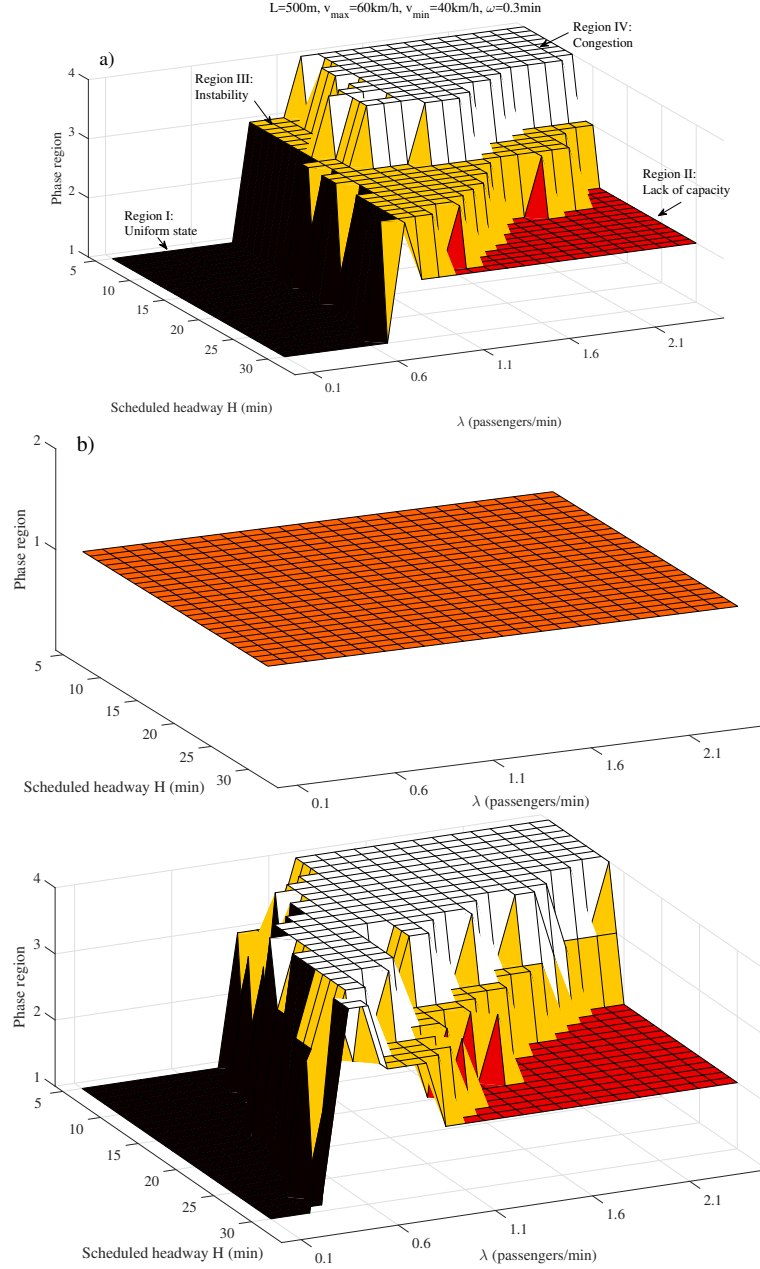 L=500m, vmax=60km/h, vmin=40km/h, ω=0.3min
a)
Region IV:
Congestion
Region III:
Instability
Region II:
Lack of capacity
Region I:
Uniform state
Phase region
4
3
2
1
5
10
15
20
25
30
Scheduled headway H (min)
0.1
0.6
1.1
1.6
2.1
λ (passengers/min)
b)
Phase region
2
1
5
10
15
20
25
30
Scheduled headway H (min)
0.1
0.6
1.1
1.6
2.1
λ (passengers/min)
Phase region
4
3
2
1
5
10
15
20
25
30
Scheduled headway H (min)
0.1
0.6
1.1
1.6
2.1
λ (passengers/min)